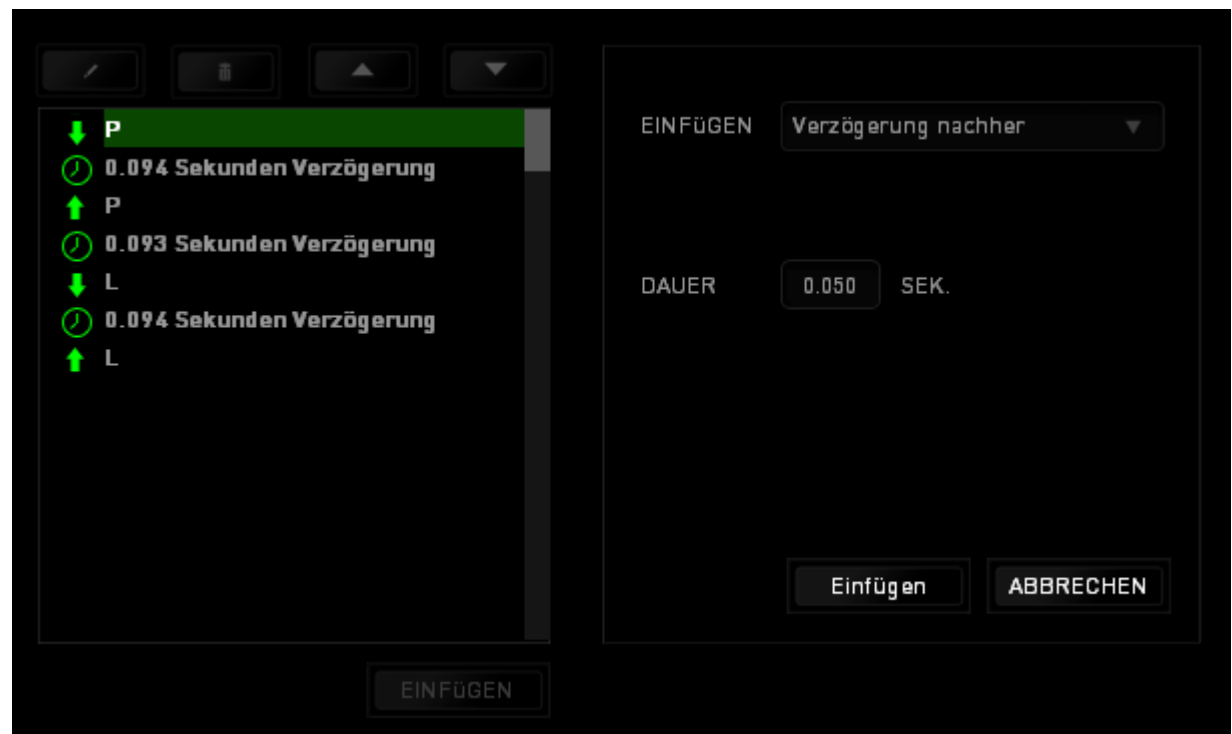 P
0.094 Sekunden Verzögerung
P
0.093 Sekunden Verzögerung
L
0.094 Sekunden Verzögerung
L
EINFüGEN
EINFüGEN Verzögerung nachher
DAUER 0.050 SEK.
Einfügen ABBRECHEN